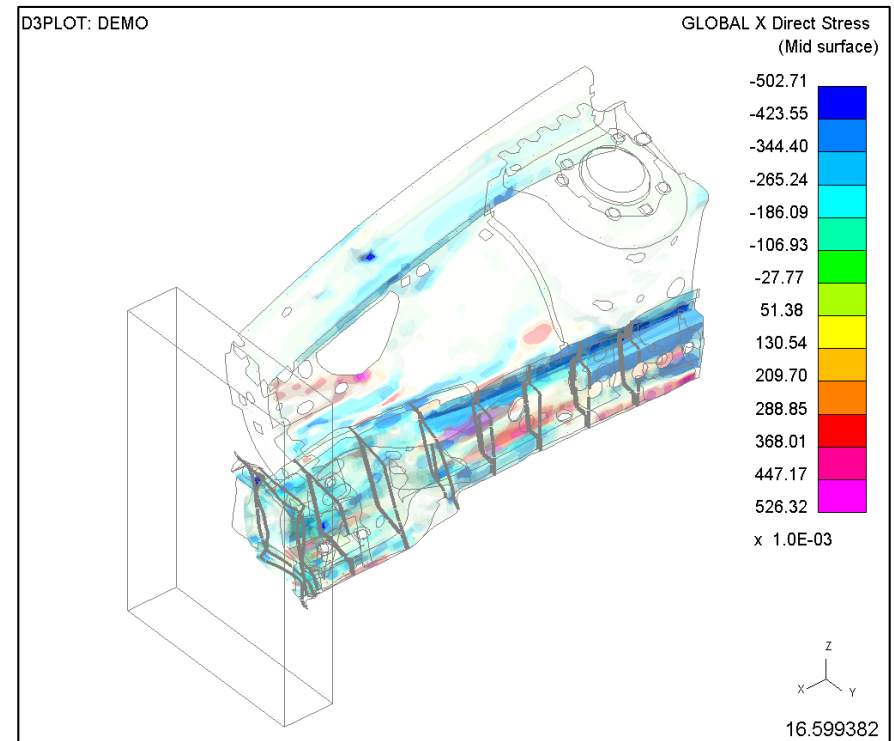 D3PLOT: DEMO
GLOBAL X Direct Stress
(Mid surface)
-502.71
-423.55
-344.40
-265.24
-186.09
-106.93
-27.77
51.38
130.54
209.70
288.85
368.01
447.17
526.32
x 1.0E-03
Z
X
Y
16.599382